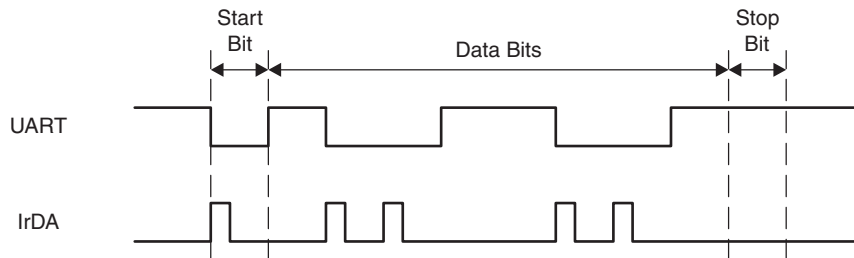 Start
Bit
Data Bits
Stop
Bit
UART
IrDA